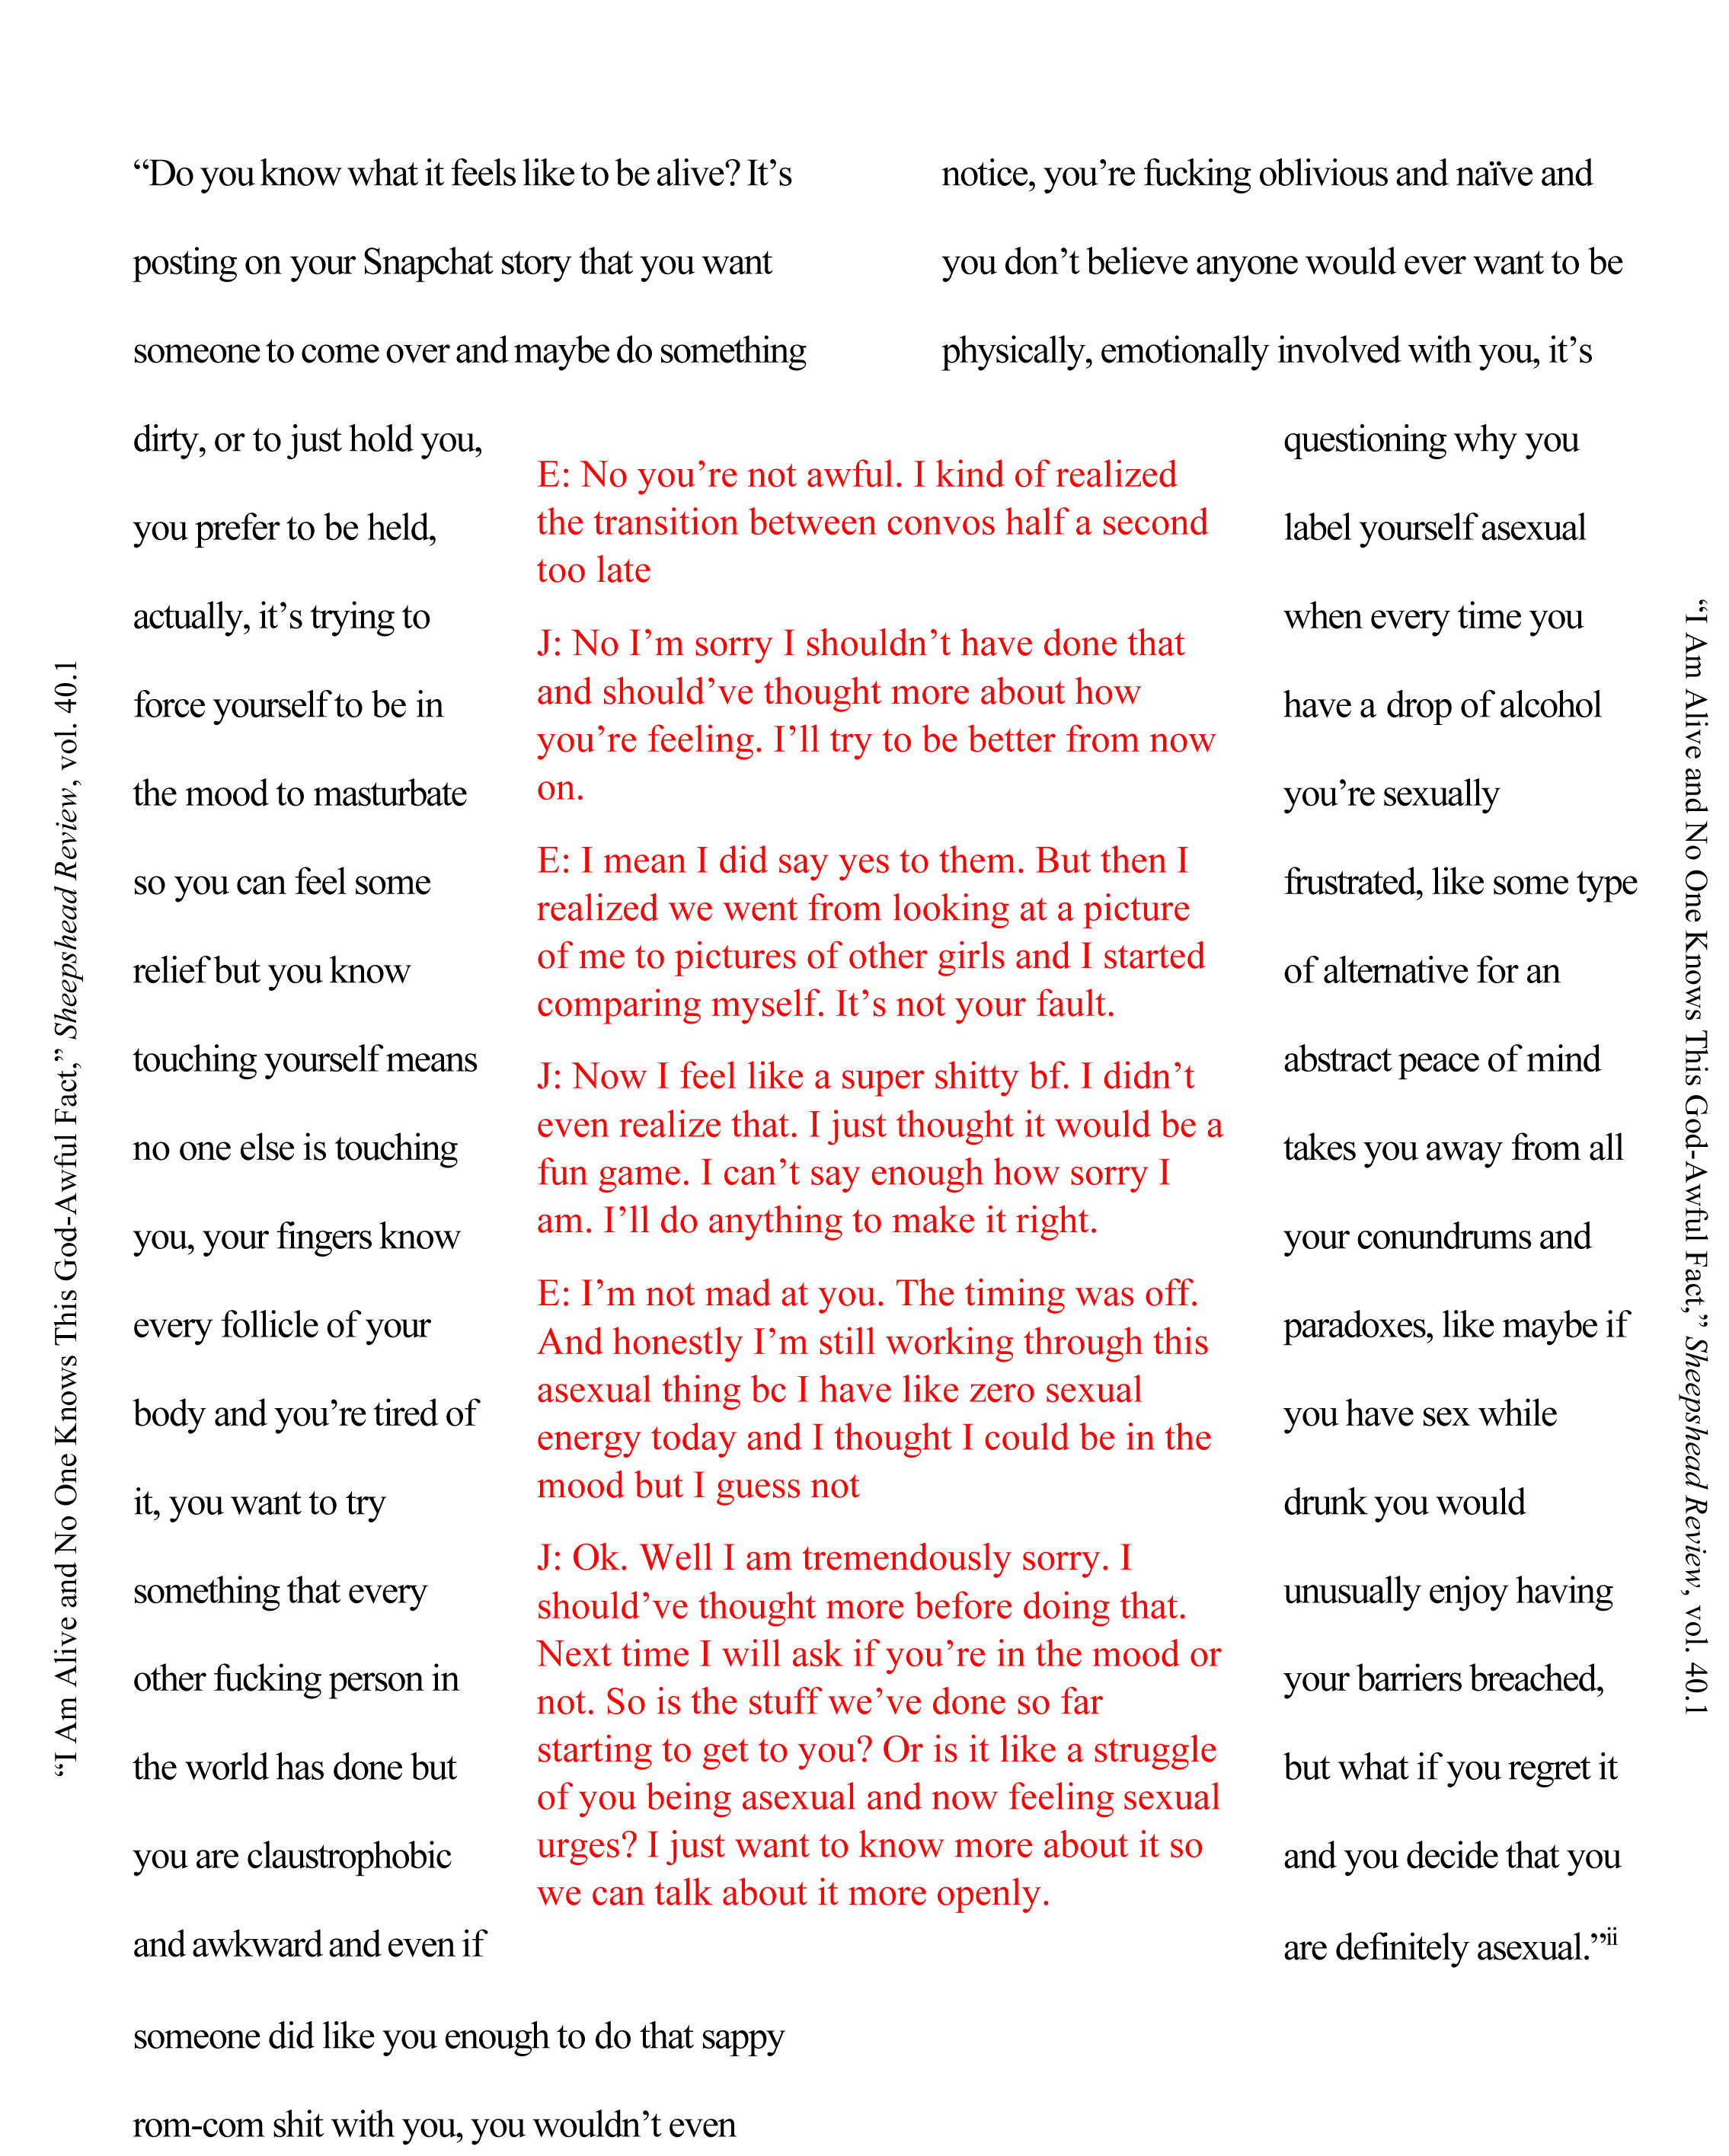 “Do you know what it feels like to be alive? It’s
posting on your Snapchat story that you want
someone to come over and maybe do something
dirty, or to just hold you,
you prefer to be held,
actually, it’s trying to
force yourself to be in
the mood to masturbate
so you can feel some
relief but you know
touching yourself means
no one else is touching
you, your fingers know
every follicle of your
body and you’re tired of
it, you want to try
something that every
other fucking person in
the world has done but
you are claustrophobic
and awkward and even if
someone did like you enough to do that sappy
rom-com shit with you, you wouldn’t even
notice, you’re fucking oblivious and naïve and
you don’t believe anyone would ever want to be
physically, emotionally involved with you, it’s
questioning why you
label yourself asexual
when every time you
have a drop of alcohol
you’re sexually
frustrated, like some type
of alternative for an
abstract peace of mind
takes you away from all
your conundrums and
paradoxes, like maybe if
you have sex while
drunk you would
unusually enjoy having
your barriers breached,
but what if you regret it
and you decide that you
are definitely asexual.”ii
E: No you’re not awful. I kind of realized
the transition between convos half a second
too late
J: No I’m sorry I shouldn’t have done that
and should’ve thought more about how
you’re feeling. I’ll try to be better from now
on.
E: I mean I did say yes to them. But then I
realized we went from looking at a picture
of me to pictures of other girls and I started
comparing myself. It’s not your fault.
J: Now I feel like a super shitty bf. I didn’t
even realize that. I just thought it would be a
fun game. I can’t say enough how sorry I
am. I’ll do anything to make it right.
E: I’m not mad at you. The timing was off.
And honestly I’m still working through this
asexual thing bc I have like zero sexual
energy today and I thought I could be in the
mood but I guess not
J: Ok. Well I am tremendously sorry. I
should’ve thought more before doing that.
Next time I will ask if you’re in the mood or
not. So is the stuff we’ve done so far
starting to get to you? Or is it like a struggle
of you being asexual and now feeling sexual
urges? I just want to know more about it so
we can talk about it more openly.
“I Am Alive and No One Knows This God-Awful Fact,” Sheepshead Review, vol. 40.1
“I Am Alive and No One Knows This God-Awful Fact,” Sheepshead Review, vol. 40.1